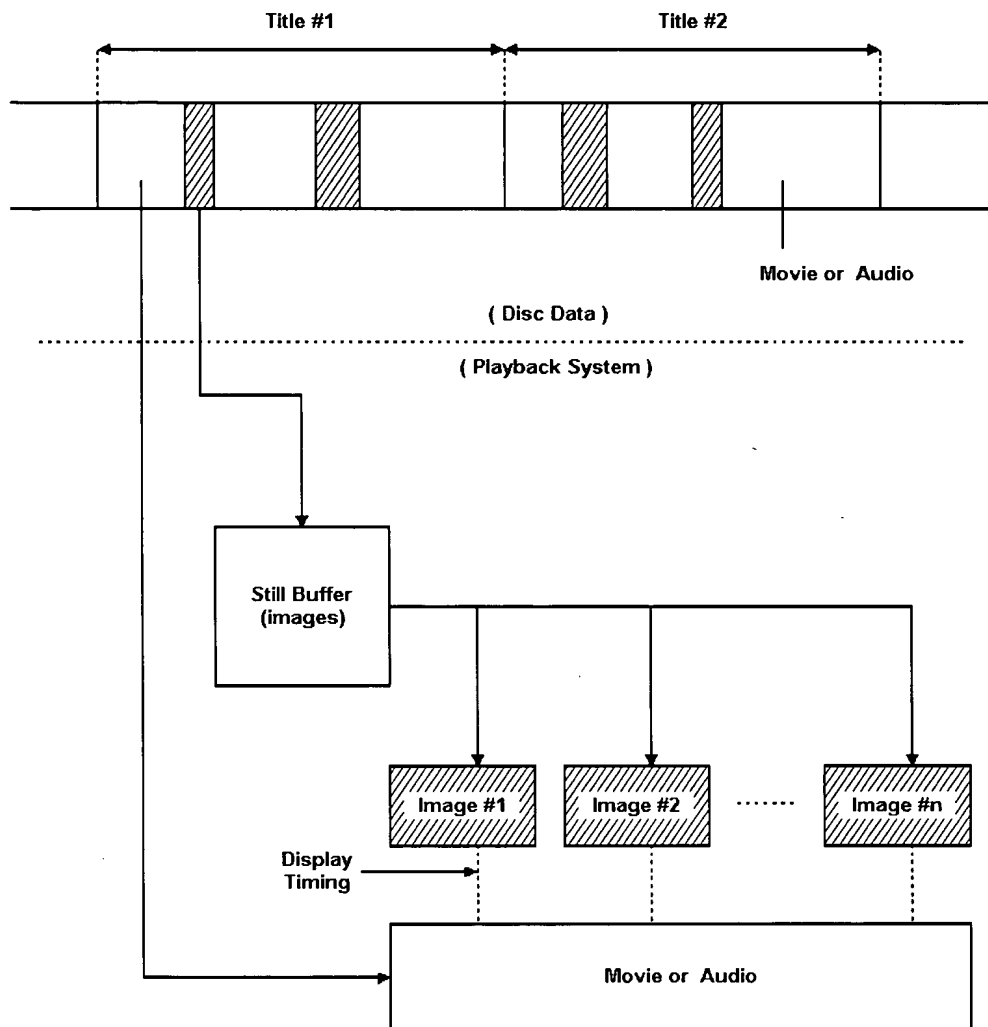 Title #1
Title #2
Movie or Audio
( Disc Data )
( Playback System )
Still Buffer
(images)
Image #1
Image #2
Image #n
Display
Timing
Movie or Audio